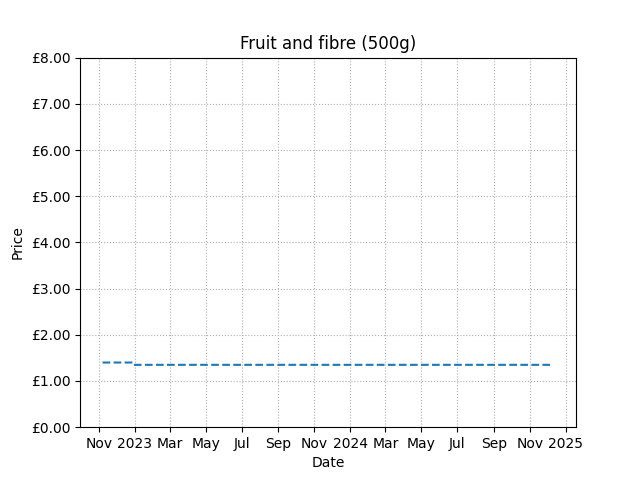 Fruit and fibre (500g)
£8.00
£7.00
£6.00
£5.00
£4.00
£3.00
£2.00
£1.00
£0.00
Price
Nov 2023 Mar May Jul Sep Nov 2024 Mar May Jul Sep Nov 2025
Date